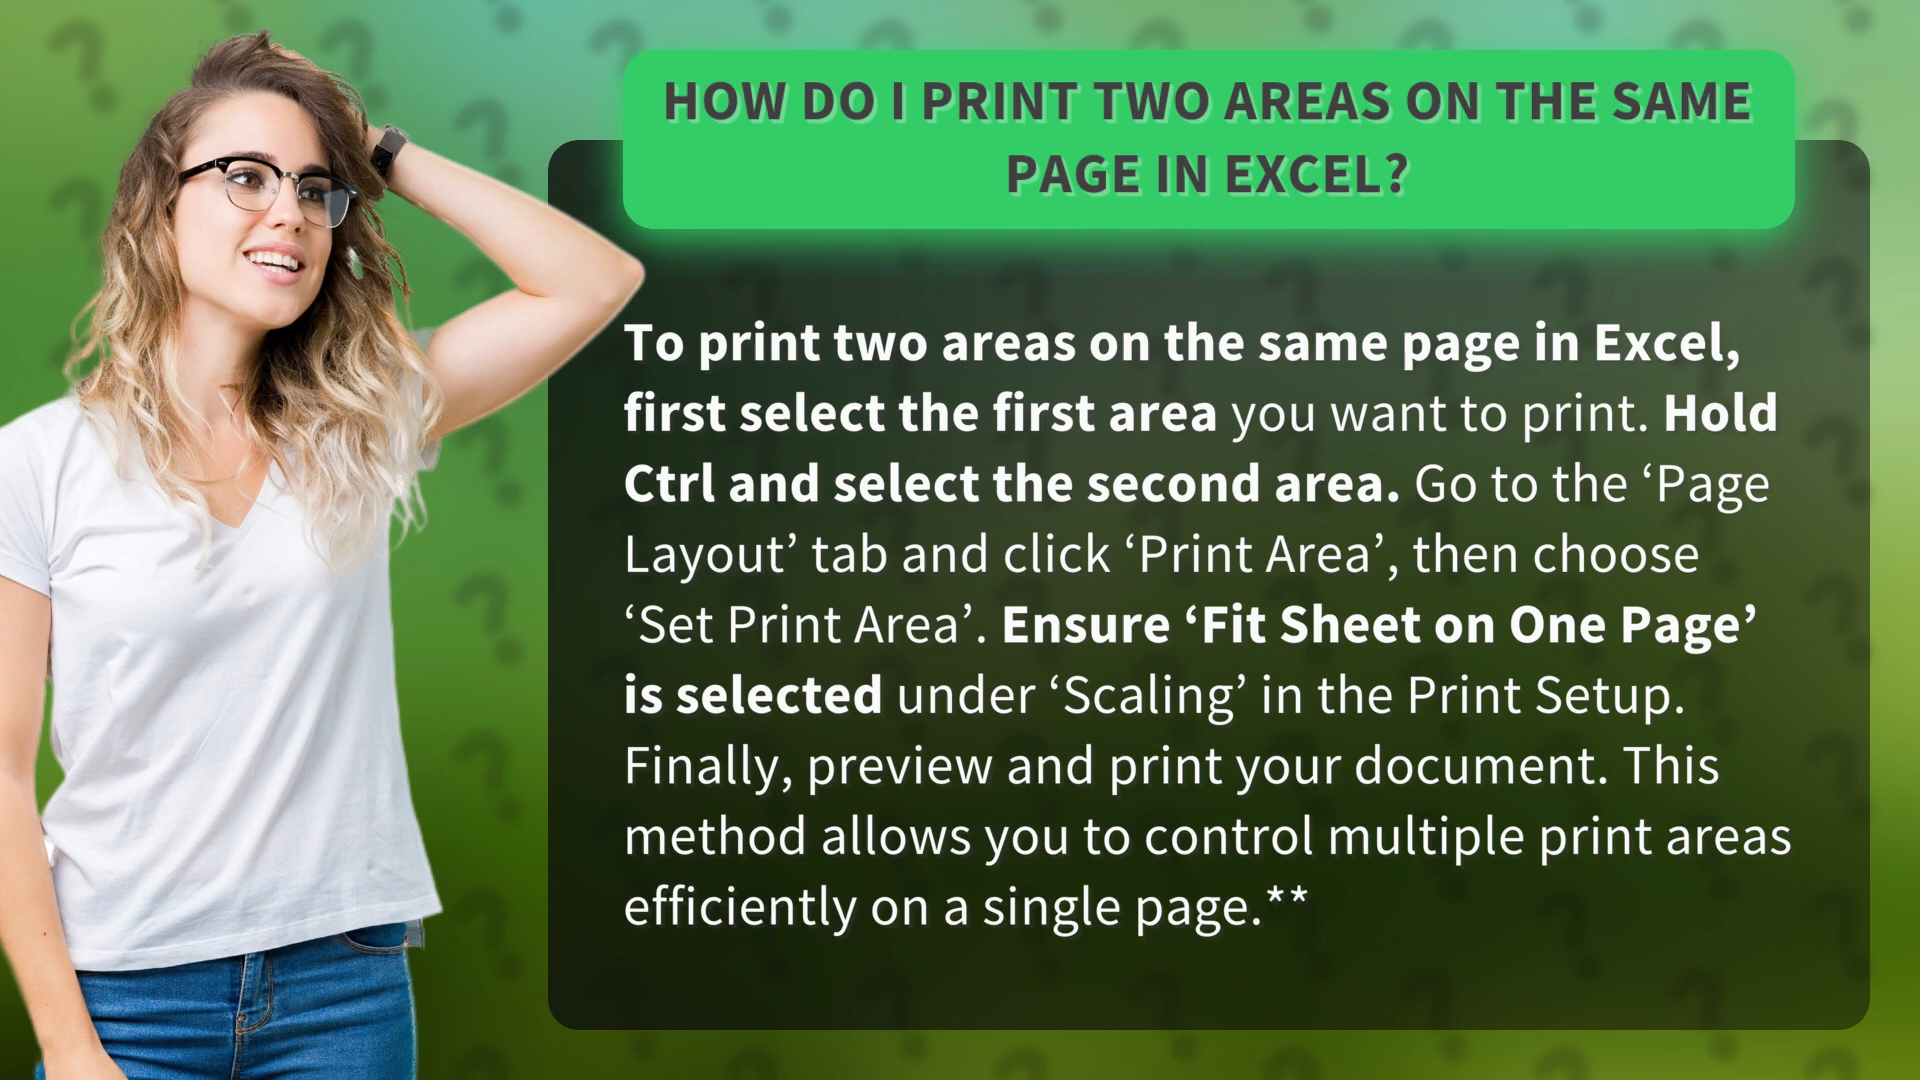 HOW DO I PRINT TWO AREAS ON THE SAME
PAGE IN EXCEL?
To print two areas on the same page in Excel,
first select the first area you want to print. Hold
Ctrl and select the second area. Go to the ‘Page
Layout’ tab and click ‘Print Area’, then choose
‘Set Print Area’. Ensure ‘Fit Sheet on One Page’
is selected under ‘Scaling’ in the Print Setup.
Finally, preview and print your document. This
method allows you to control multiple print areas
efficiently on a single page.**